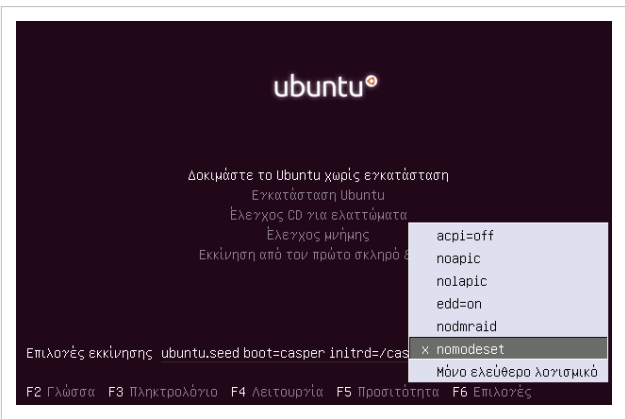 ubuntu
Δοκιμάστε το Ubuntu χωρίς εγκατάσταση
Εγκατάσταση Ubuntu
Έλεγχος CD για ελαττώματα
Έλεγχος μνήμης
Εκκίνηση από τον πρώτο σκληρό
acpi=off
noapic
nolapic
edd=on
nodmraid
x nomodeset
Μόνο ελεύθερο λογισμικό
Επιλογές εκκίνησης ubuntu.seed boot=casper initrd=/cas
F2 Γλώσσα F3 Πληκτρολόγιο F4 Λειτουργία F5 Προσιτότητα F6 Επιλογές